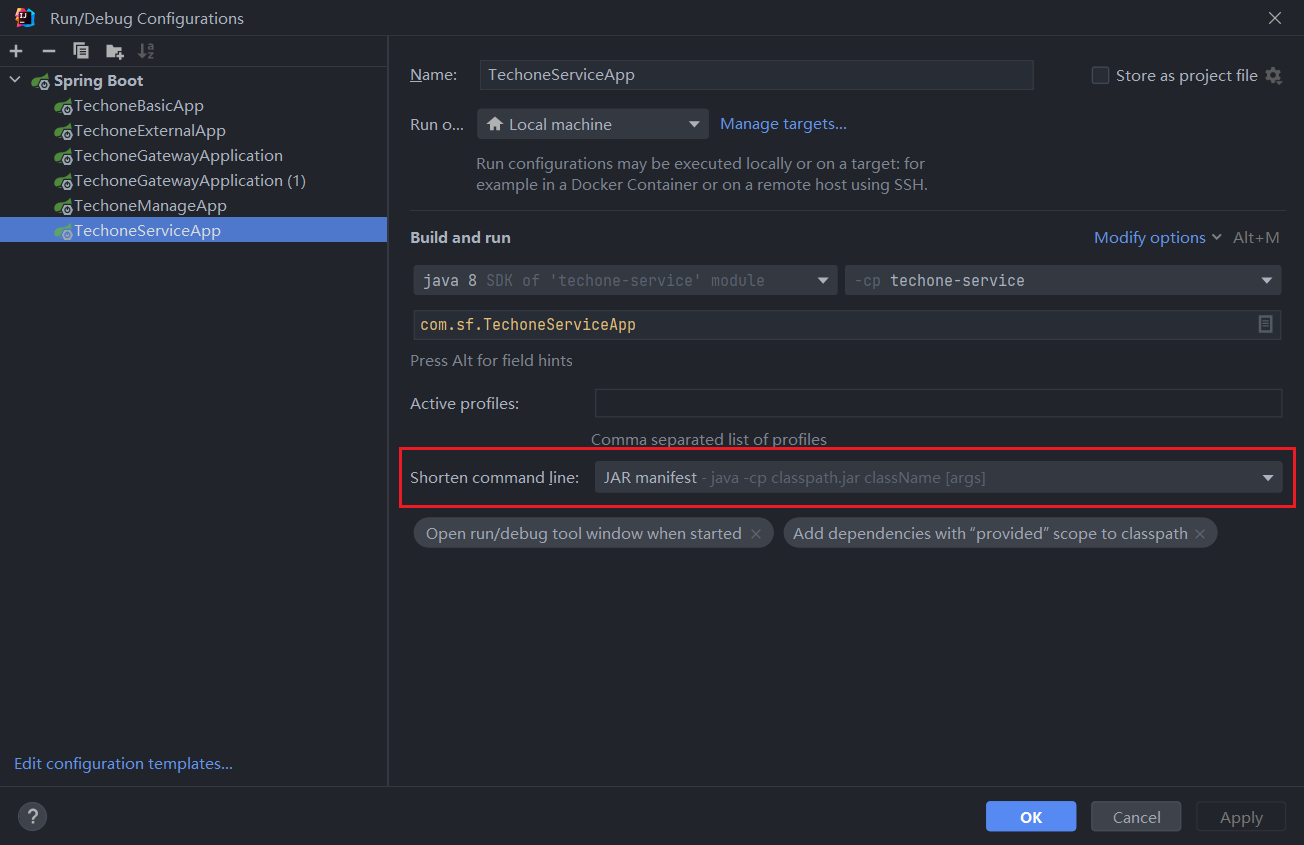 Run/Debug Configurations
Spring Boot
TechoneBasicApp
TechoneExternalApp
TechoneGatewayApplication
TechoneGatewayApplication (1)
TechoneManageApp
TechoneServiceApp
Edit configuration templates...
Name: TechoneServiceApp Store as project file
Run o... Local machine Manage targets...
Run configurations may be executed locally or on a target: for
example in a Docker Container or on a remote host using SSH.
Build and run Modify options Alt+M
java 8 SDK of 'techone-service' module -cp techone-service
com.sf.TechoneServiceApp
Press Alt for field hints
Active profiles:
Comma separated list of profiles
Shorten command line: JAR manifest - java -cp classpath.jar className [args]
Open run/debug tool window when started × Add dependencies with “provided” scope to classpath ×
? OK Cancel Apply